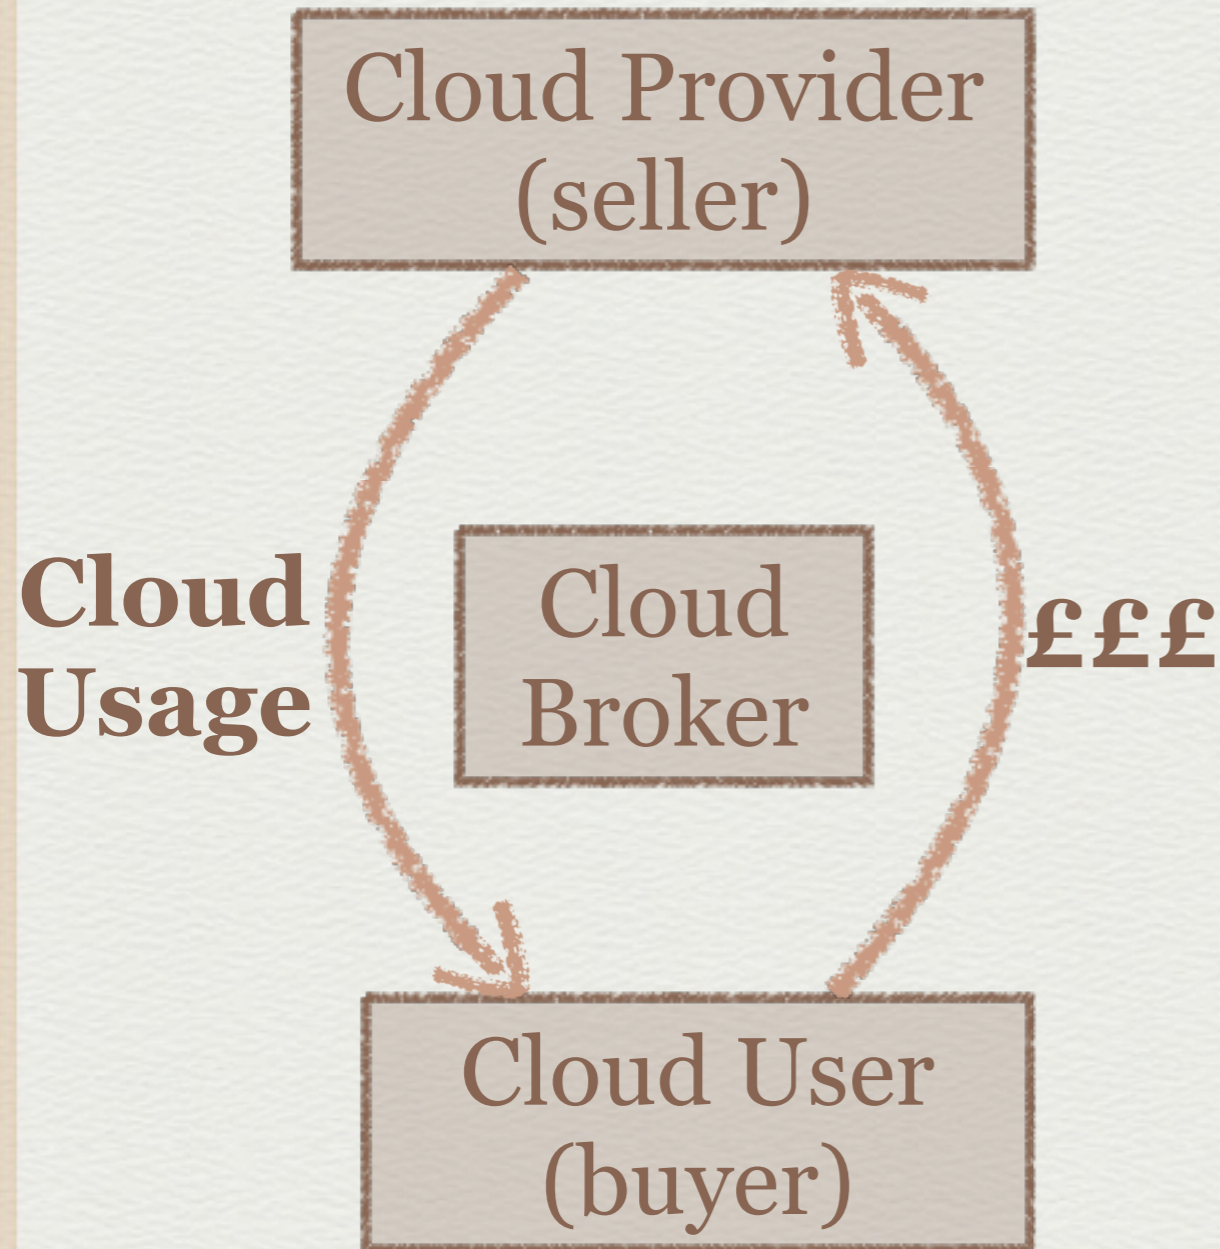 Cloud Provider
(seller)
Cloud
Usage
Cloud
Broker
£££
Cloud User
(buyer)